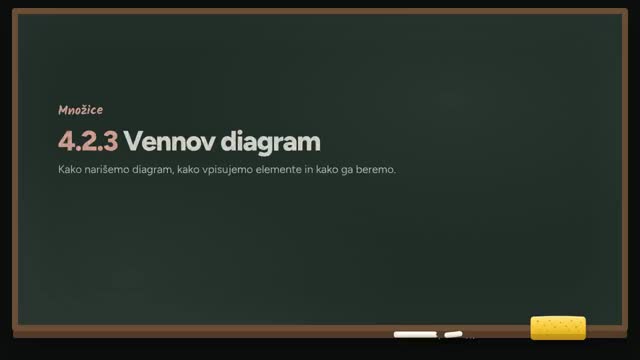 Množice
4.2.3 Vennov diagram
Kako narišemo diagram, kako vpisujemo elemente in kako ga beremo.